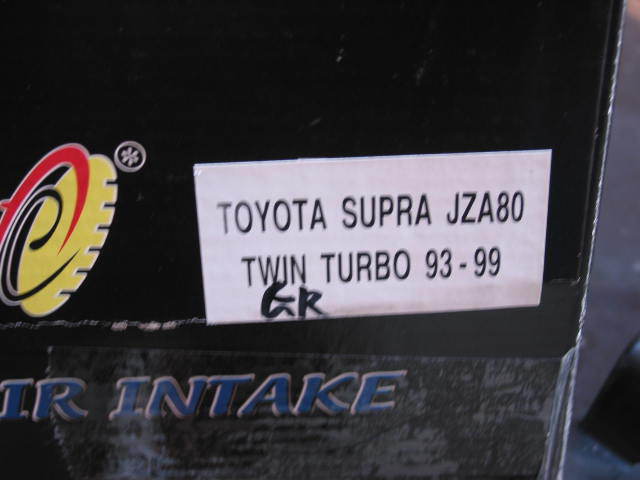 TOYOTA SUPRA JZA80
TWIN TURBO 93-99
GR
IR INTAKE